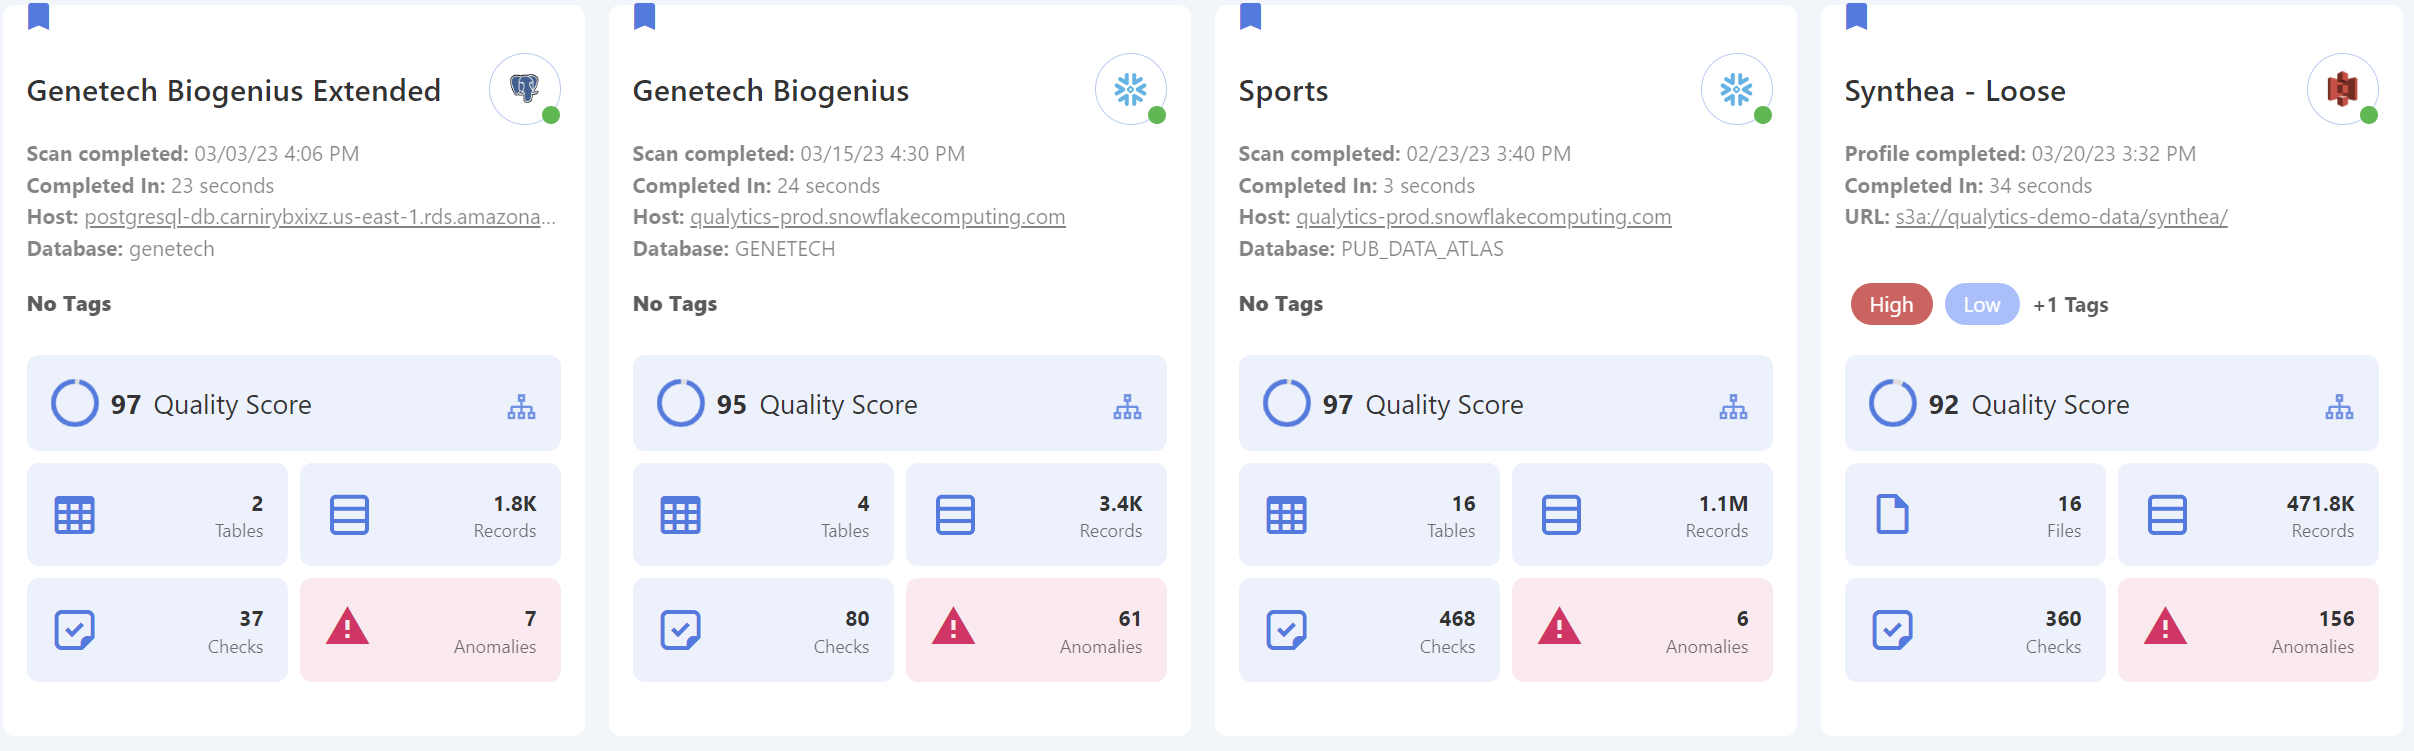 Genetech Biogenius Extended
Scan completed: 03/03/23 4:06 PM
Completed In: 23 seconds
Host: postgresql-db.carnirybxixz.us-east-1.rds.amazona...
Database: genetech
No Tags
97 Quality Score
2
Tables
1.8K
Records
37
Checks
7
Anomalies
Genetech Biogenius
Scan completed: 03/15/23 4:30 PM
Completed In: 24 seconds
Host: qualytics-prod.snowflakecomputing.com
Database: GENETECH
No Tags
95 Quality Score
4
Tables
3.4K
Records
80
Checks
61
Anomalies
Sports
Scan completed: 02/23/23 3:40 PM
Completed In: 3 seconds
Host: qualytics-prod.snowflakecomputing.com
Database: PUB_DATA_ATLAS
No Tags
97 Quality Score
16
Tables
1.1M
Records
468
Checks
6
Anomalies
Synthea - Loose
Profile completed: 03/20/23 3:32 PM
Completed In: 34 seconds
URL: s3a://qualytics-demo-data/synthea/
High Low +1 Tags
92 Quality Score
16
Files
471.8K
Records
360
Checks
156
Anomalies